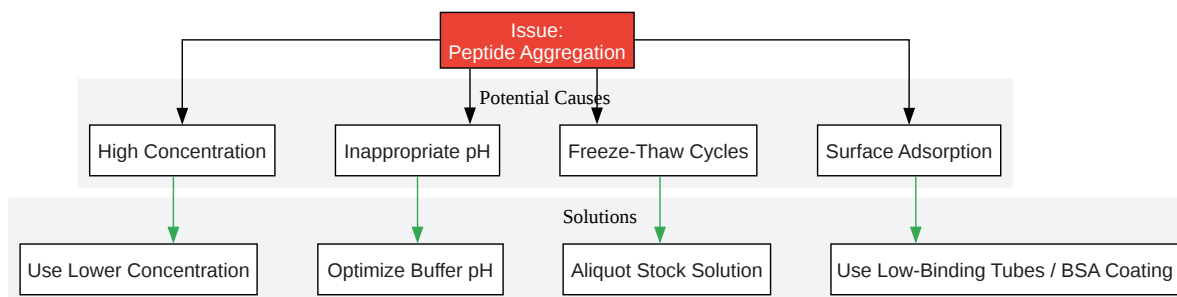 Issue:
Peptide Aggregation
Potential Causes
High Concentration
Inappropriate pH
Freeze-Thaw Cycles
Surface Adsorption
Solutions
Use Lower Concentration
Optimize Buffer pH
Aliquot Stock Solution
Use Low-Binding Tubes / BSA Coating